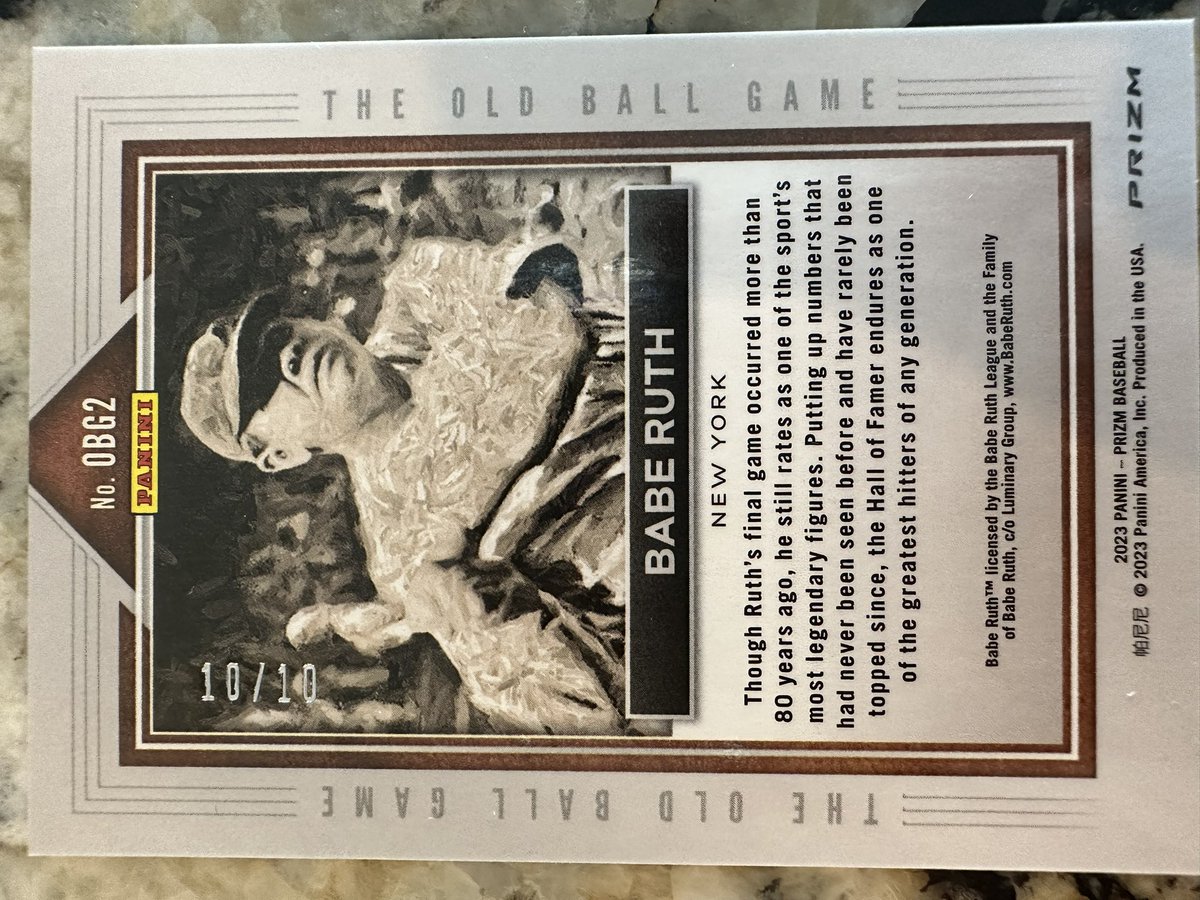 No. OBG2
PANINI
THE OLD BALL GAME
THE OLD BALL GAME
10/10
BABE RUTH
NEW YORK
Though Ruth's final game occurred more than
80 years ago, he still rates as one of the sport's
most legendary figures. Putting up numbers that
had never been seen before and have rarely been
topped since, the Hall of Famer endures as one
of the greatest hitters of any generation.
Babe Ruth™ licensed by the Babe Ruth League and the Family
of Babe Ruth, c/o Luminary Group, www.BabeRuth.com
2023 PANINI – PRIZM BASEBALL
帕尼尼 © 2023 Panini America, Inc. Produced in the USA.
PRIZM